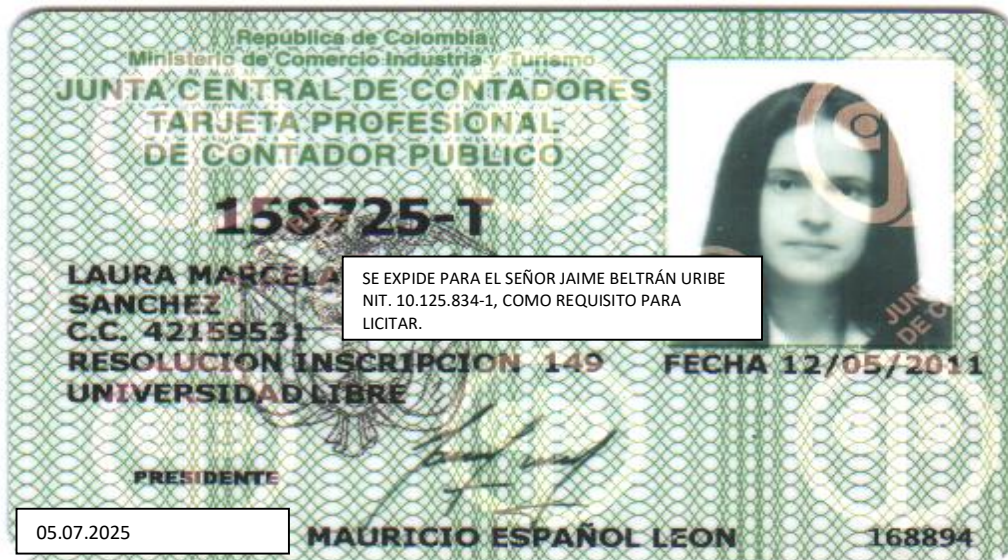 República de Colombia
Ministerio de Comercio Industria y Turismo
JUNTA CENTRAL DE CONTADORES
TARJETA PROFESIONAL
DE CONTADOR PUBLICO
158725-T
LAURA MARCELA
SANCHEZ
C.C. 42159531
RESOLUCION INSCRIPCION 149
UNIVERSIDAD LIBRE
SE EXPIDE PARA EL SEÑOR JAIME BELTRÁN URIBE
NIT. 10.125.834-1, COMO REQUISITO PARA
LICITAR.
FECHA 12/05/2011
PRESIDENTE
05.07.2025
MAURICIO ESPAÑOL LEON
168894